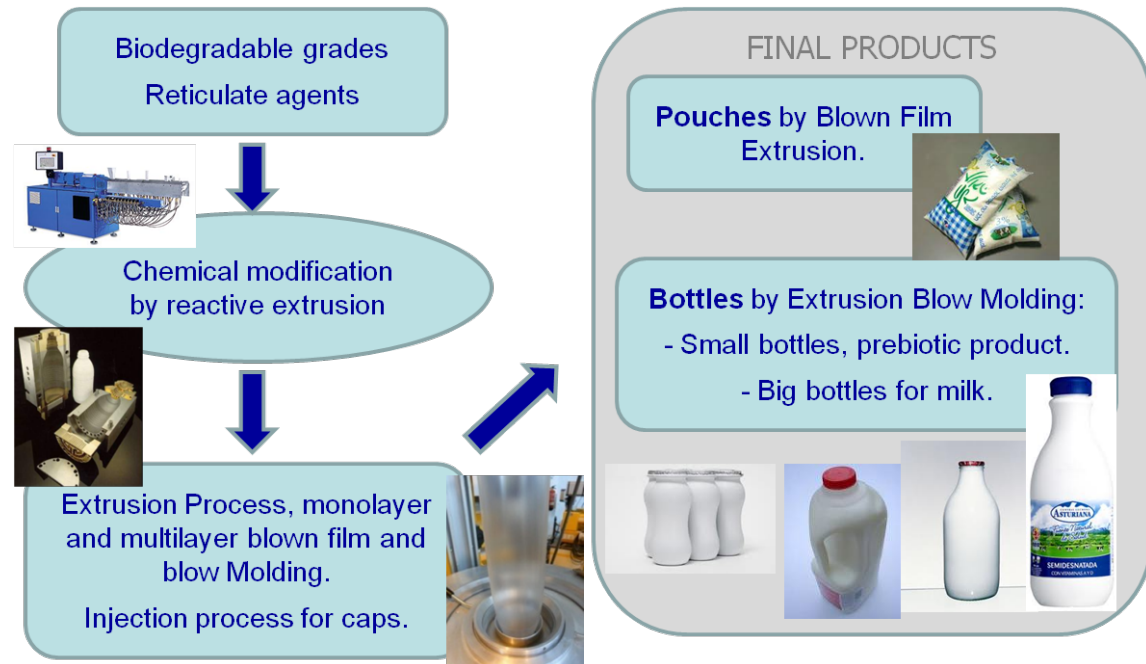 Biodegradable grades
Reticulate agents
Chemical modification
by reactive extrusion
Extrusion Process, monolayer
and multilayer blown film and
blow Molding.
Injection process for caps.
FINAL PRODUCTS
Pouches by Blown Film
Extrusion.
Bottles by Extrusion Blow Molding:
- Small bottles, prebiotic product.
- Big bottles for milk.
ASTURIANA
SEMIDESNATADA
CON VITAMINAS A Y D